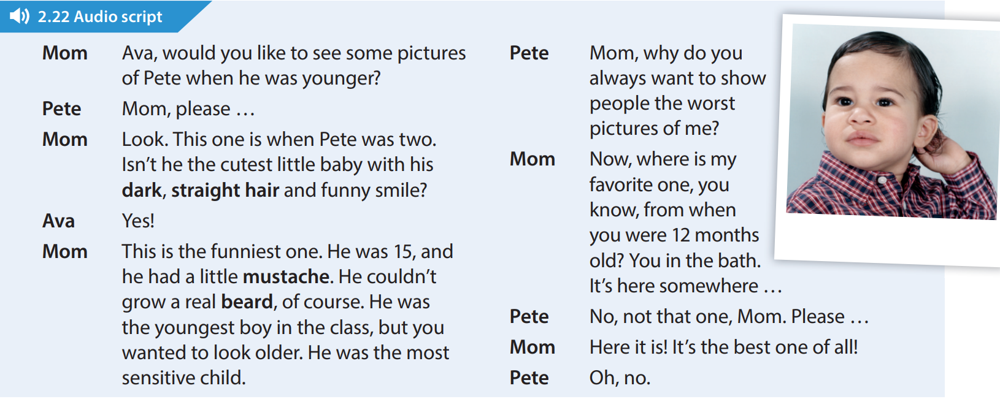 2.22 Audio script
Mom Ava, would you like to see some pictures
of Pete when he was younger?
Pete Mom, please …
Mom Look. This one is when Pete was two.
Isn’t he the cutest little baby with his
dark, straight hair and funny smile?
Ava Yes!
Mom This is the funniest one. He was 15, and
he had a little mustache. He couldn’t
grow a real beard, of course. He was
the youngest boy in the class, but you
wanted to look older. He was the most
sensitive child.
Pete Mom, why do you
always want to show
people the worst
pictures of me?
Mom Now, where is my
favorite one, you
know, from when
you were 12 months
old? You in the bath.
It’s here somewhere …
Pete No, not that one, Mom. Please …
Mom Here it is! It’s the best one of all!
Pete Oh, no.